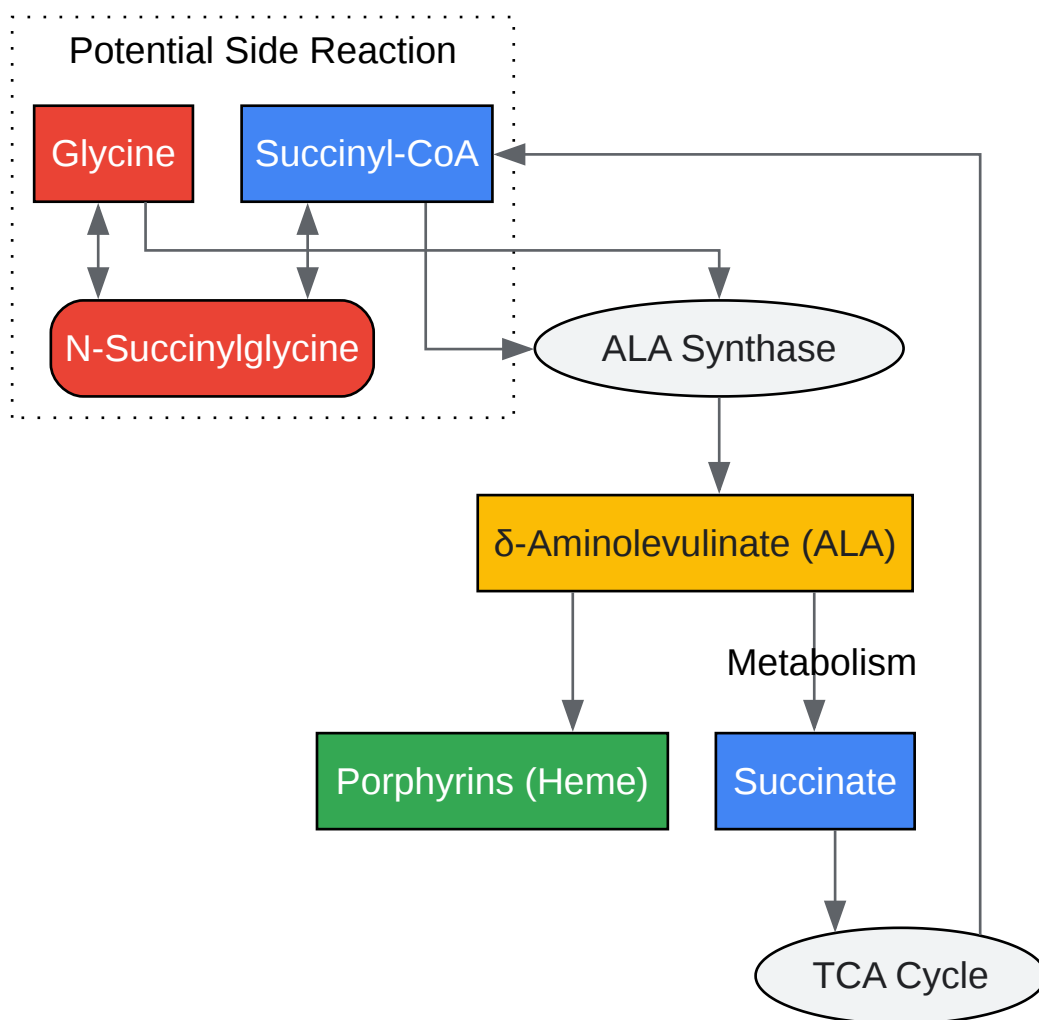 Potential Side Reaction
Glycine
Succinyl-CoA
N-Succinylglycine
ALA Synthase
δ-Aminolevulinate (ALA)
Metabolism
Porphyrins (Heme)
Succinate
TCA Cycle